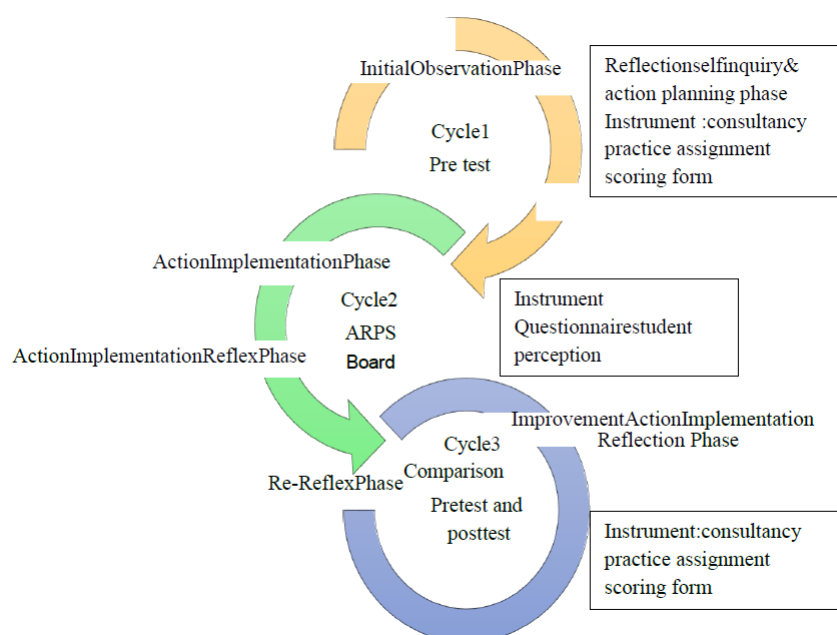 InitialObservationPhase
Cycle1
Pre test
Reflectionselfinquiry&
action planning phase
Instrument :consultancy
practice assignment
scoring form
ActionImplementationPhase
Cycle2
ARPS
Board
ActionImplementationReflexPhase
Instrument
Questionnairestudent
perception
ImprovementActionImplementation
Reflection Phase
Cycle3
Comparison
Re-ReflexPhase
Pretest and
posttest
Instrument:consultancy
practice assignment
scoring form